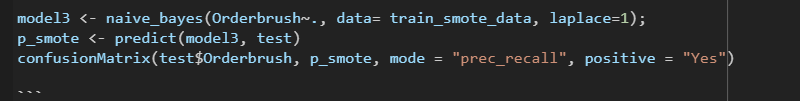 model3 <- naive_bayes(Orderbrush~., data= train_smote_data, laplace=1);
p_smote <- predict(model3, test)
confusionMatrix(test$Orderbrush, p_smote, mode = "prec_recall", positive = "Yes")
```